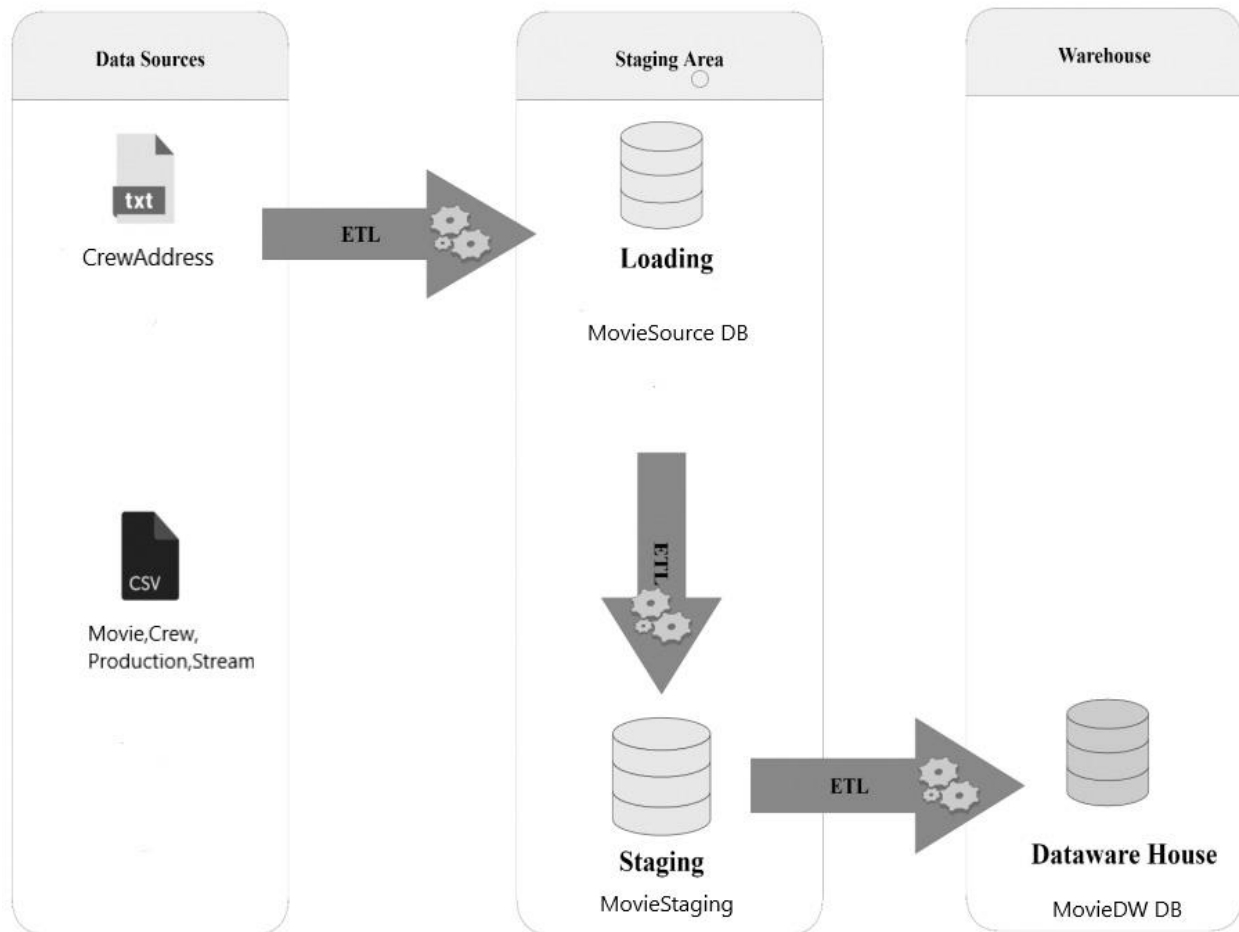 Data Sources
Staging Area
Warehouse
txt
CrewAddress
ETL
Loading
MovieSource DB
ETL
CSV
Movie,Crew,
Production,Stream
Staging
MovieStaging
ETL
Dataware House
MovieDW DB